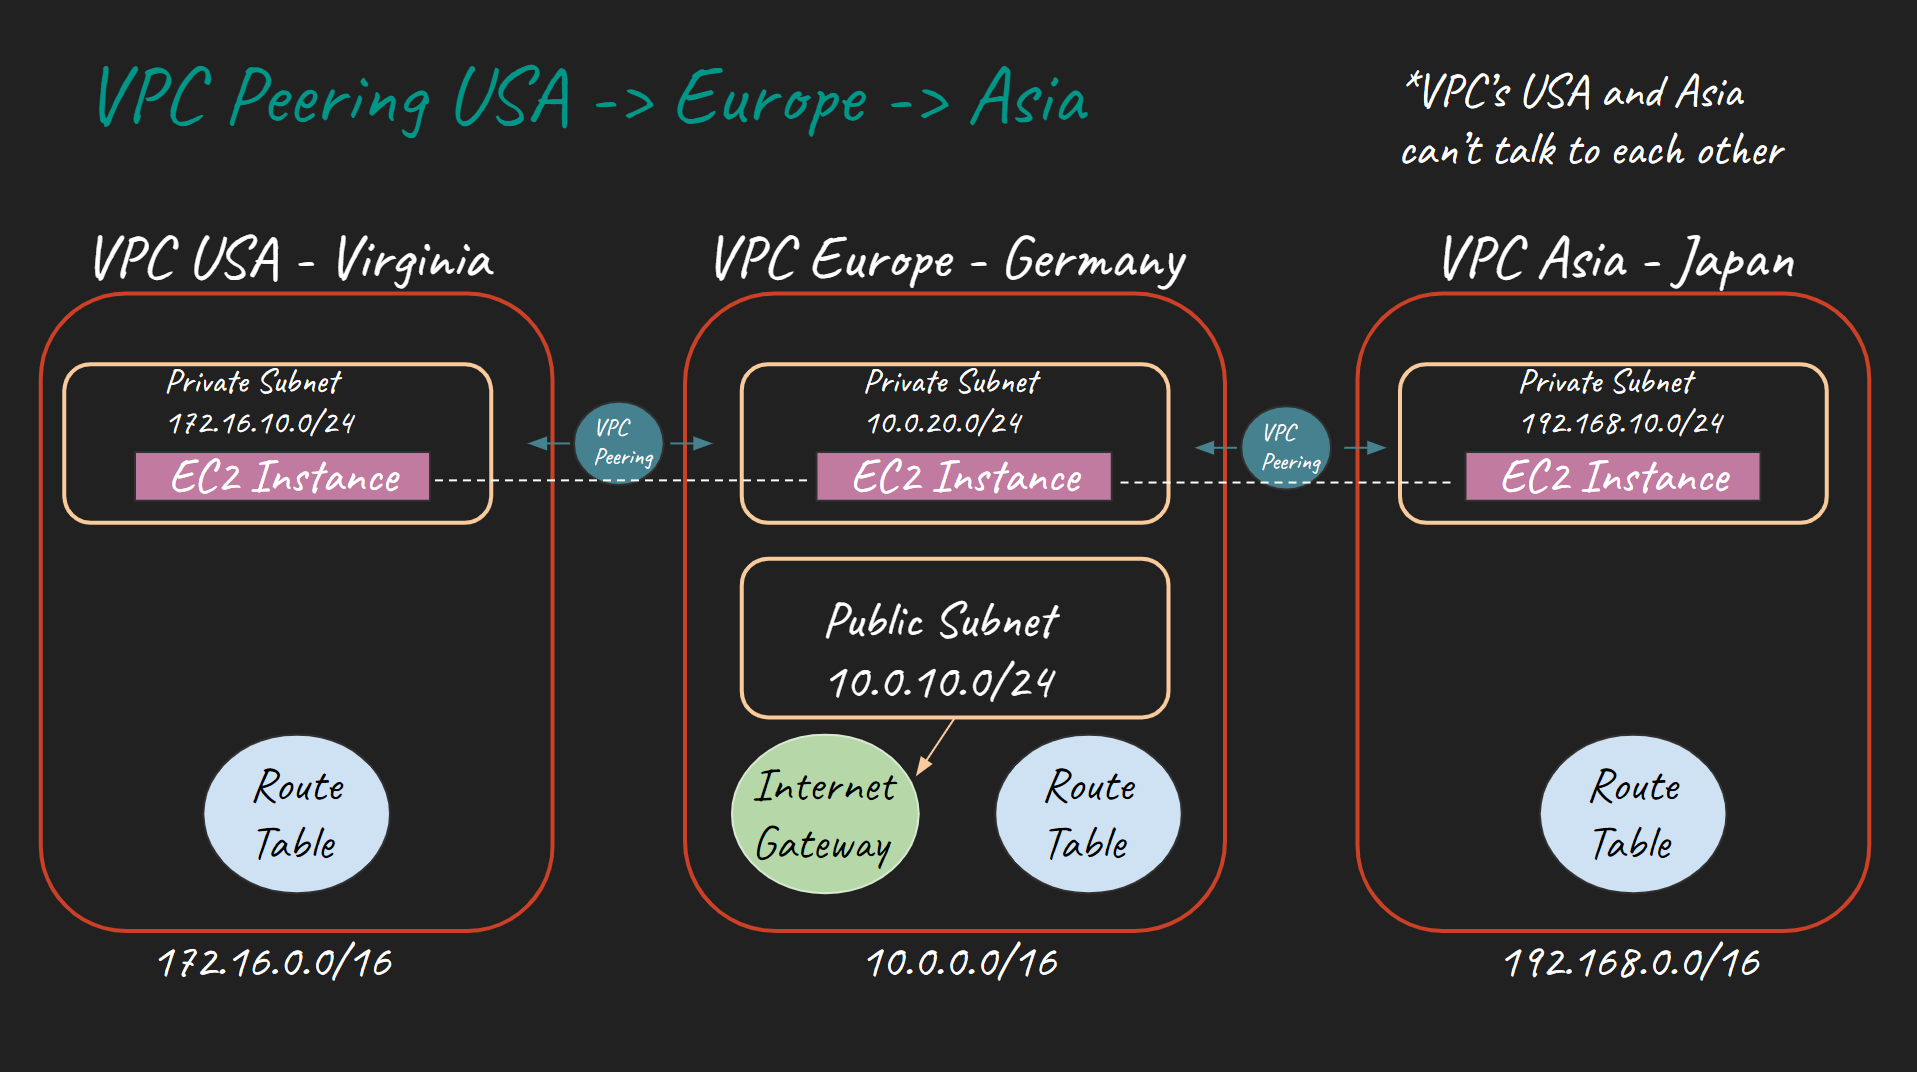 VPC Peering USA -> Europe -> Asia
*VPC's USA and Asia
can't talk to each other
VPC USA - Virginia
Private Subnet
172.16.10.0/24
EC2 Instance
Route
Table
172.16.0.0/16
VPC
Peering
VPC Europe - Germany
Private Subnet
10.0.20.0/24
EC2 Instance
Public Subnet
10.0.10.0/24
Internet
Gateway
Route
Table
10.0.0.0/16
VPC
Peering
VPC Asia - Japan
Private Subnet
192.168.10.0/24
EC2 Instance
Route
Table
192.168.0.0/16